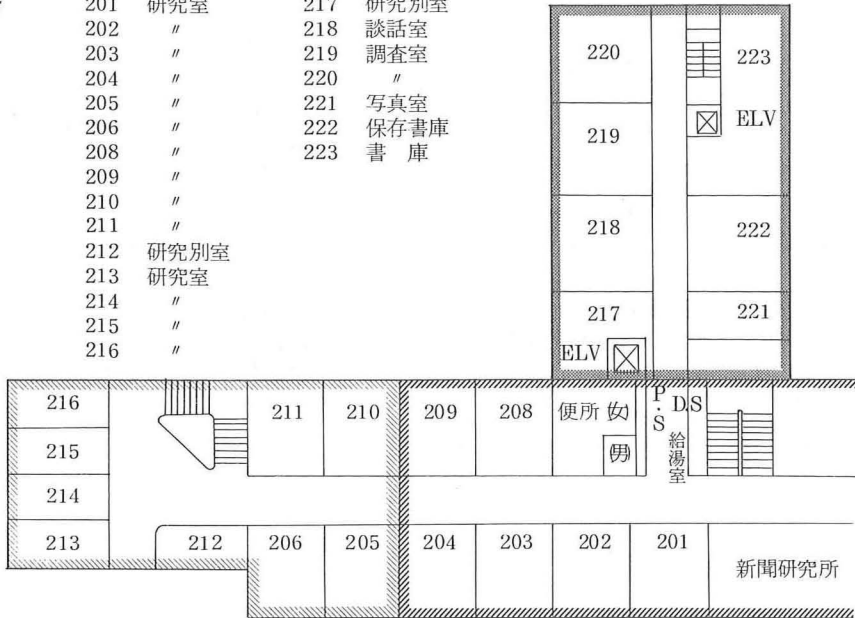 201 研究室
202 〃
203 〃
204 〃
205 〃
206 〃
208 〃
209 〃
210 〃
211 〃
212 研究別室
213 研究室
214 〃
215 〃
216 〃
217 研究別室
218 談話室
219 調査室
220 〃
221 写真室
222 保存書庫
223 書 庫
220
223
ELV
219
218
222
217
221
ELV
216
211
210
209
208
便所 女
男
P.S
D.S
給湯室
215
214
213
212
206
205
204
203
202
201
新聞研究所